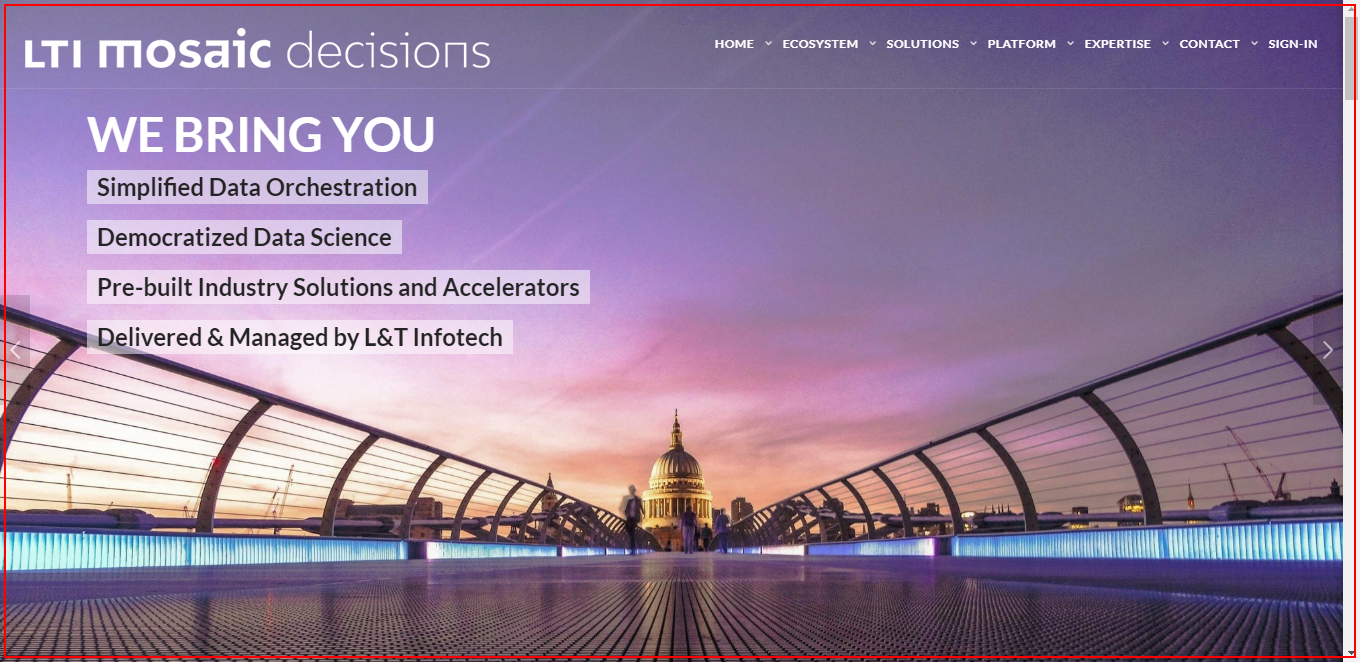 LTI mosaic decisions
HOME ECOSYSTEM SOLUTIONS PLATFORM EXPERTISE CONTACT SIGN-IN
WE BRING YOU
Simplified Data Orchestration
Democratized Data Science
Pre-built Industry Solutions and Accelerators
Delivered & Managed by L&T Infotech